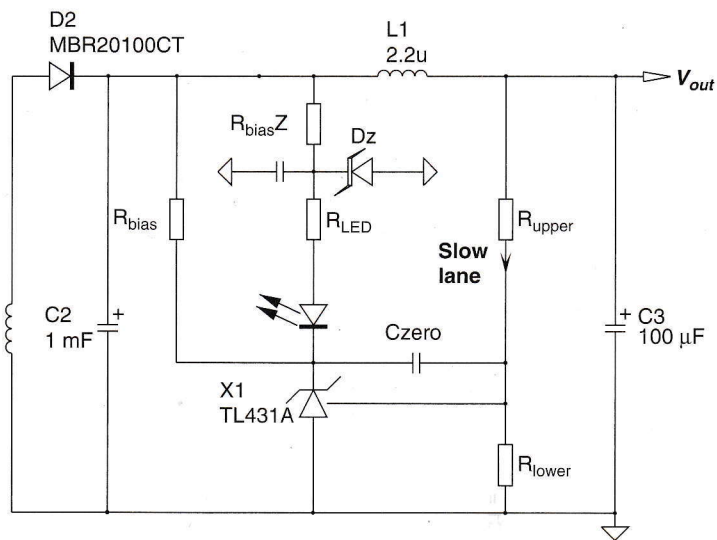 D2
MBR20100CT
L1
2.2u
Vout
RbiasZ
Dz
Rbias
RLED
Rupper
Slow
lane
C2
1 mF
+
Czero
+
C3
100 μF
X1
TL431A
Rlower